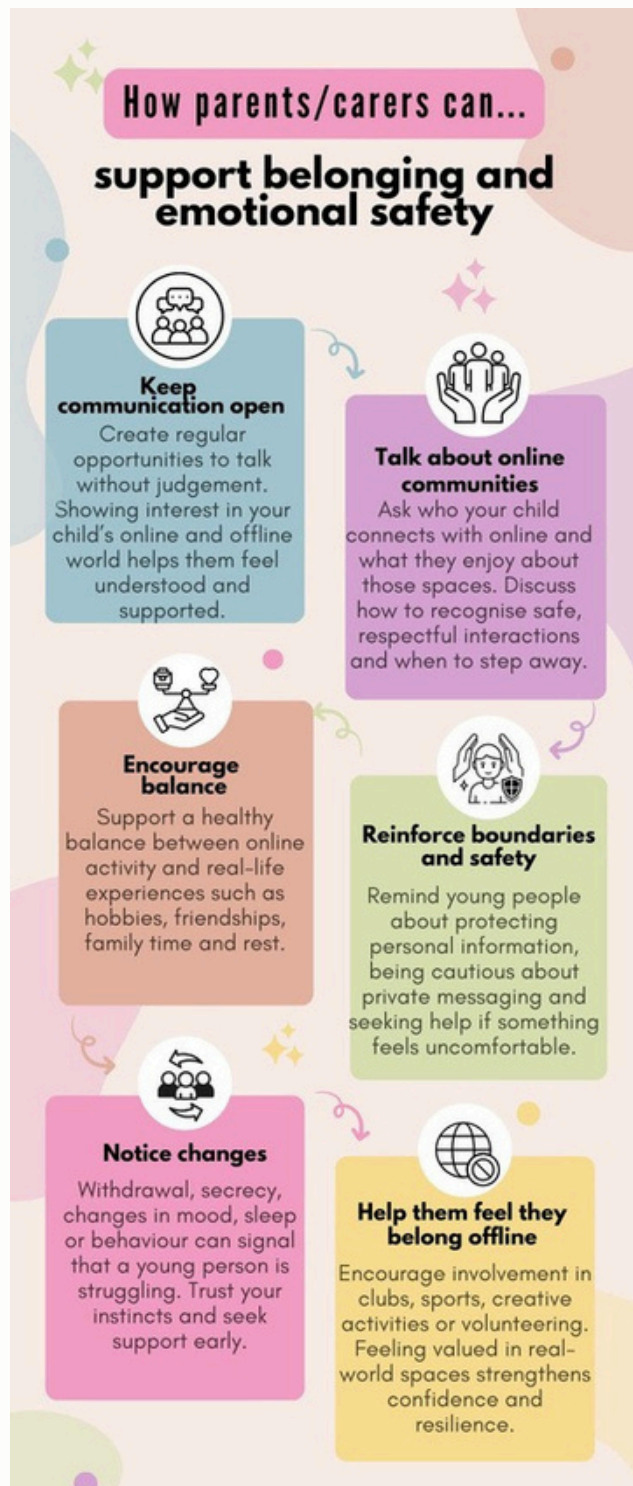 How parents/carers can...
support belonging and
emotional safety
Keep
communication open
Create regular
opportunities to talk
without judgement.
Showing interest in your
child's online and offline
world helps them feel
understood and
supported.
Talk about online
communities
Ask who your child
connects with online and
what they enjoy about
those spaces. Discuss
how to recognise safe,
respectful interactions
and when to step away.
Encourage
balance
Support a healthy
balance between online
activity and real-life
experiences such as
hobbies, friendships,
family time and rest.
Reinforce boundaries
and safety
Remind young people
about protecting
personal information,
being cautious about
private messaging and
seeking help if something
feels uncomfortable.
Notice changes
Withdrawal, secrecy,
changes in mood, sleep
or behaviour can signal
that a young person is
struggling. Trust your
instincts and seek
support early.
Help them feel they
belong offline
Encourage involvement in
clubs, sports, creative
activities or volunteering.
Feeling valued in real-
world spaces strengthens
confidence and
resilience.